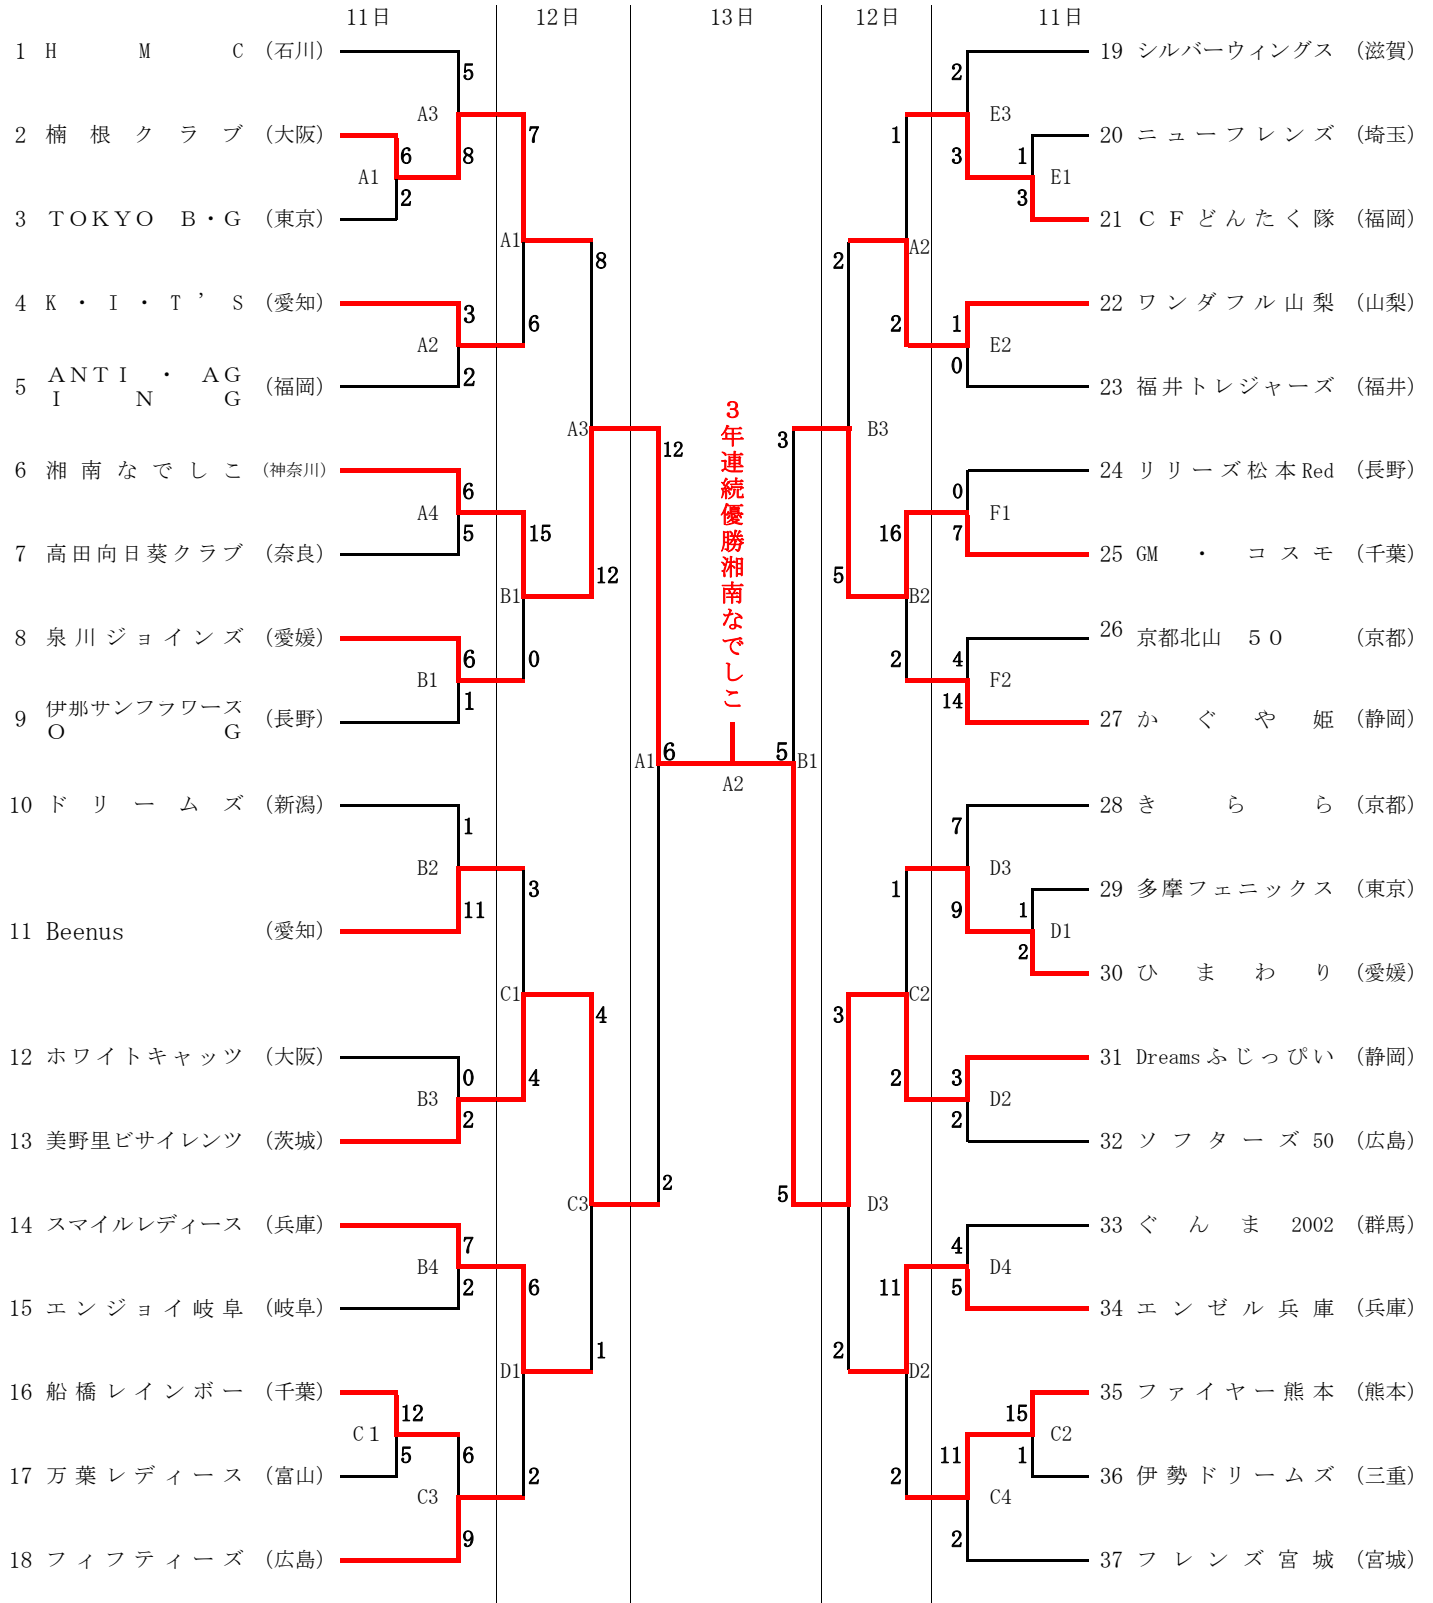 11日 12日 13日 12日 11日
1 H M C (石川)
5
A3
2 楠根クラブ (大阪)
6
8
7
A1
2
3 TOKYO B・G (東京)
A1
8
4 K・I・T’S (愛知)
3
6
A2
5 ANTI・AG
I N G (福岡)
2
A3
12
6 湘南なでしこ (神奈川)
6
A4
5
15
7 高田向日葵クラブ (奈良)
12
B1
8 泉川ジョインズ (愛媛)
6
0
B1
1
9 伊那サンフラワーズ
O G (長野)
A1
6
10 ドリームズ (新潟)
1
B2
3
11
11 Beenus (愛知)
C1
4
12 ホワイトキャッツ (大阪)
0
4
B3
2
13 美野里ビサイレンツ (茨城)
C3
2
14 スマイルレディース (兵庫)
7
B4
2
6
15 エンジョイ岐阜 (岐阜)
1
D1
16 船橋レインボー (千葉)
12
C1
5
6
17 万葉レディース (富山)
2
C3
9
18 フィフティーズ (広島)
3年連続優勝湘南なでしこ
A2
19 シルバーウィングス (滋賀)
2
E3
1
20 ニューフレンズ (埼玉)
3
1
E1
3
21 CFどんたく隊 (福岡)
A2
2
22 ワンダフル山梨 (山梨)
2
1
E2
0
23 福井トレジャーズ (福井)
B3
3
24 リリーズ松本Red (長野)
0
F1
16
7
25 GM・コスモ (千葉)
5
B2
26 京都北山 50 (京都)
2
4
F2
14
27 かぐや姫 (静岡)
5
B1
28 きらら (京都)
7
D3
1
9
29 多摩フェニックス (東京)
1
D1
2
30 ひまわり (愛媛)
C2
3
31 Dreamsふじっぴい (静岡)
2
3
D2
2
32 ソフターズ50 (広島)
5
D3
33 ぐんま2002 (群馬)
4
D4
11
5
34 エンゼル兵庫 (兵庫)
2
D2
35 ファイヤー熊本 (熊本)
15
C2
11
1
36 伊勢ドリームズ (三重)
2
C4
2
37 フレンズ宮城 (宮城)